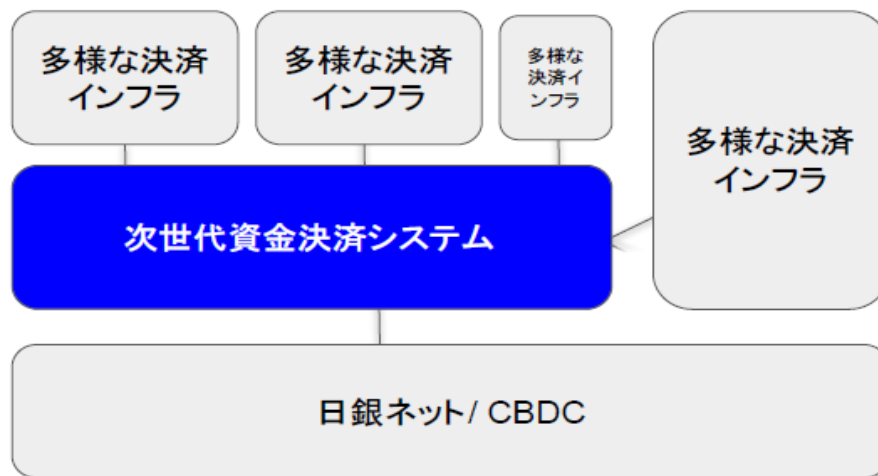 多様な決済
インフラ
多様な決済
インフラ
多様な
決済イ
ンフラ
多様な決済
インフラ
次世代資金決済システム
日銀ネット/ CBDC